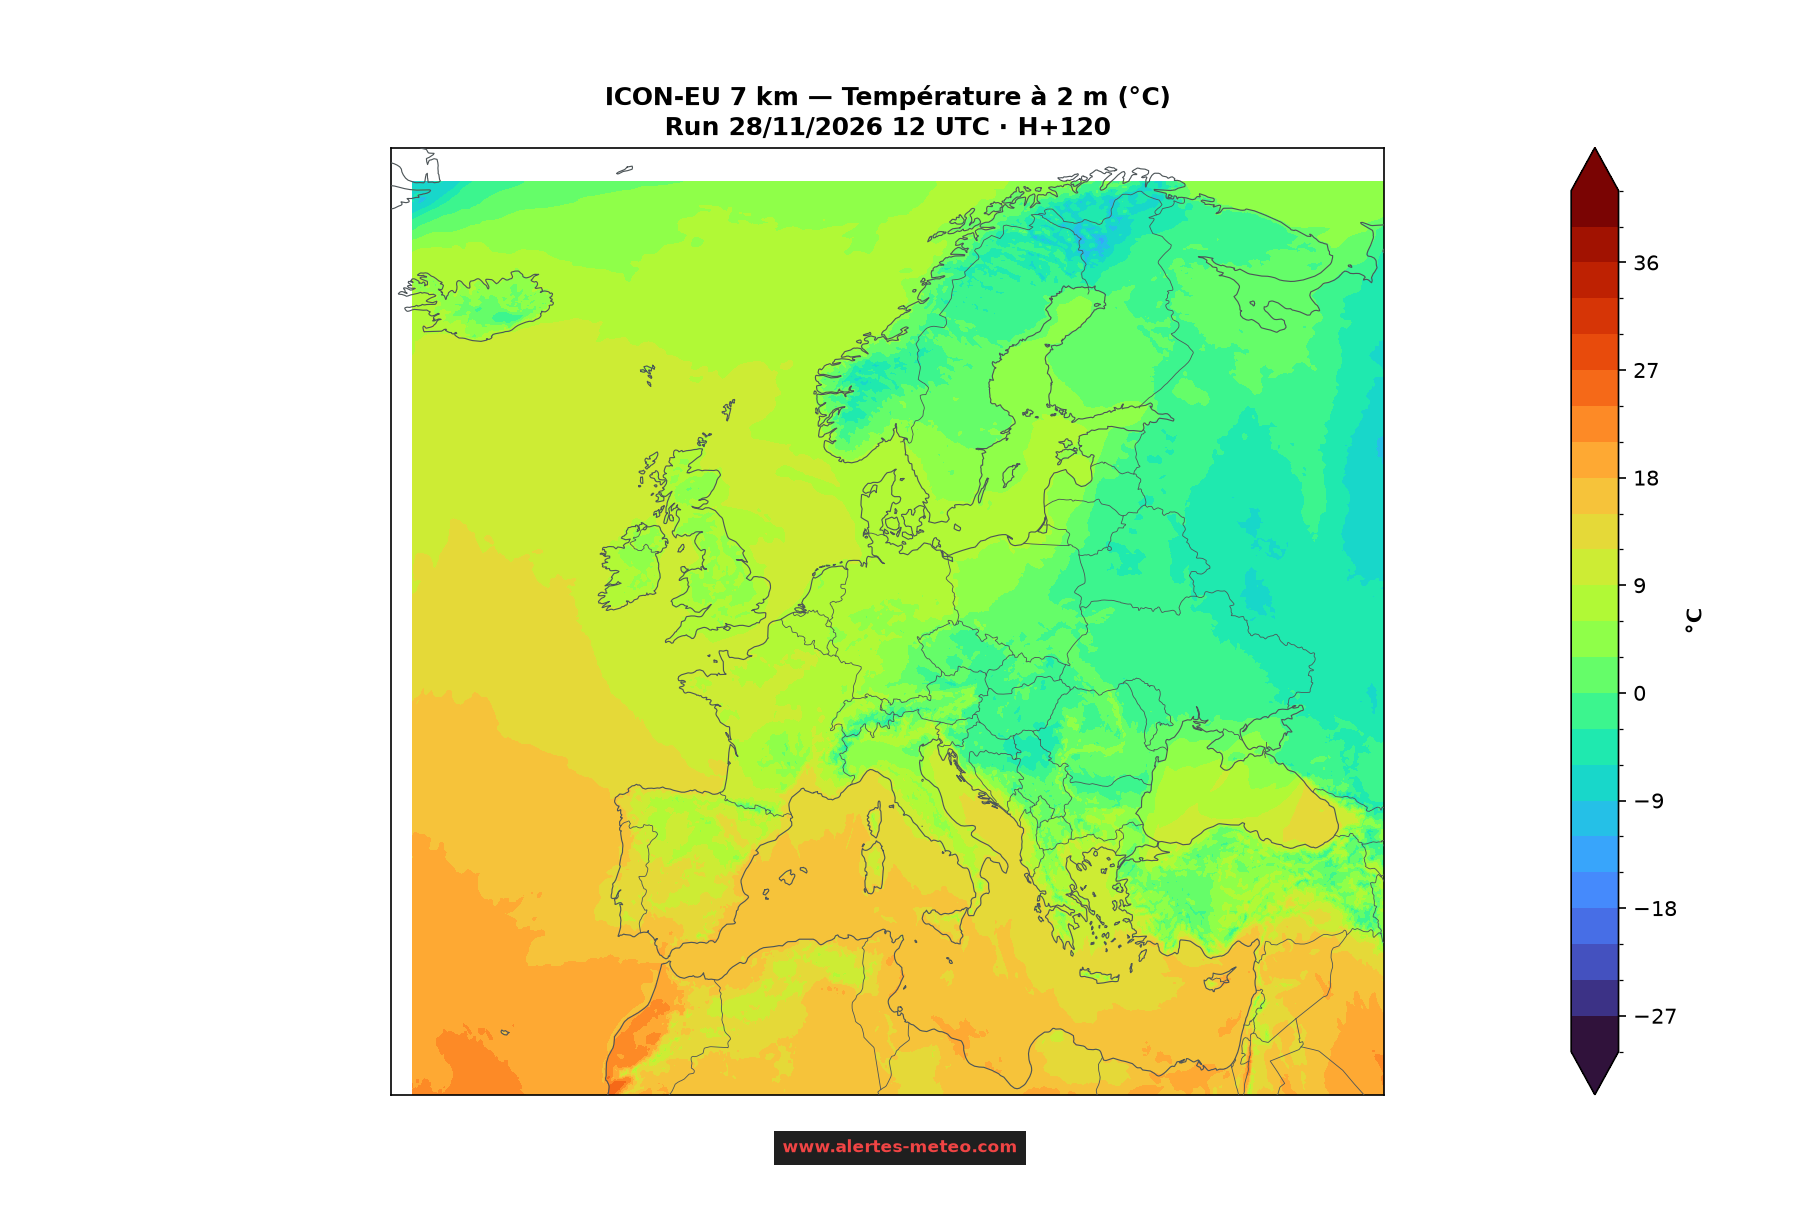 ICON-EU 7 km — Température à 2 m (°C)
Run 28/11/2026 12 UTC · H+120
36
27
18
9
0
−9
−18
−27
°C
www.alertes-meteo.com